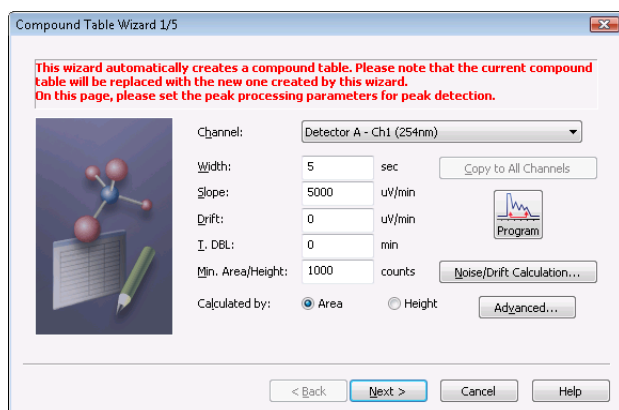 Compound Table Wizard 1/5
This wizard automatically creates a compound table. Please note that the current compound
table will be replaced with the new one created by this wizard.
On this page, please set the peak processing parameters for peak detection.
Channel: Detector A - Ch1 (254nm)
Width: 5 sec Copy to All Channels
Slope: 5000 uV/min
Drift: 0 uV/min
Program
T. DBL: 0 min
Min. Area/Height: 1000 counts Noise/Drift Calculation...
Calculated by: Area Height Advanced...
< Back Next > Cancel Help